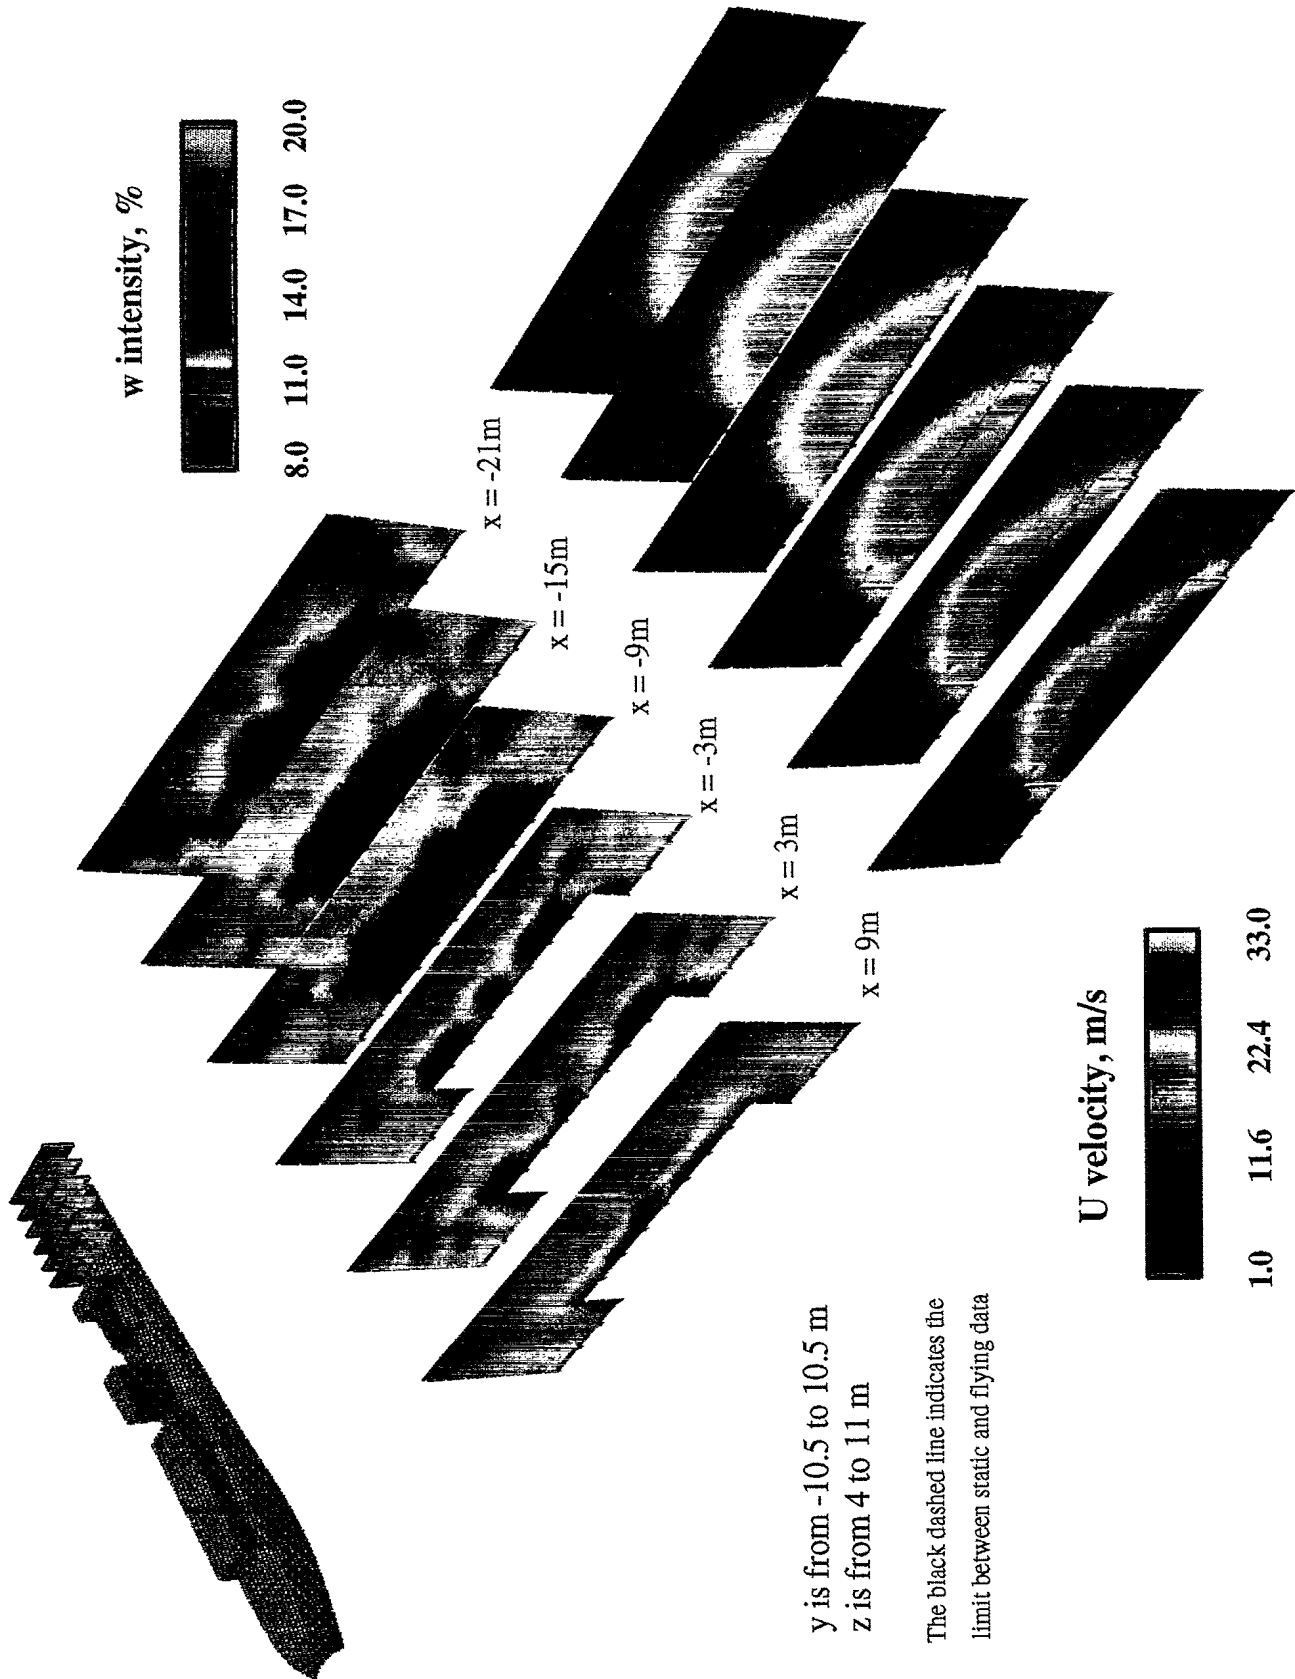 w intensity, %
8.0 11.0 14.0 17.0 20.0
x = -21m
x = -15m
x = -9m
x = -3m
x = 3m
x = 9m
U velocity, m/s
1.0 11.6 22.4 33.0
y is from -10.5 to 10.5 m
z is from 4 to 11 m
The black dashed line indicates the
limit between static and flying data